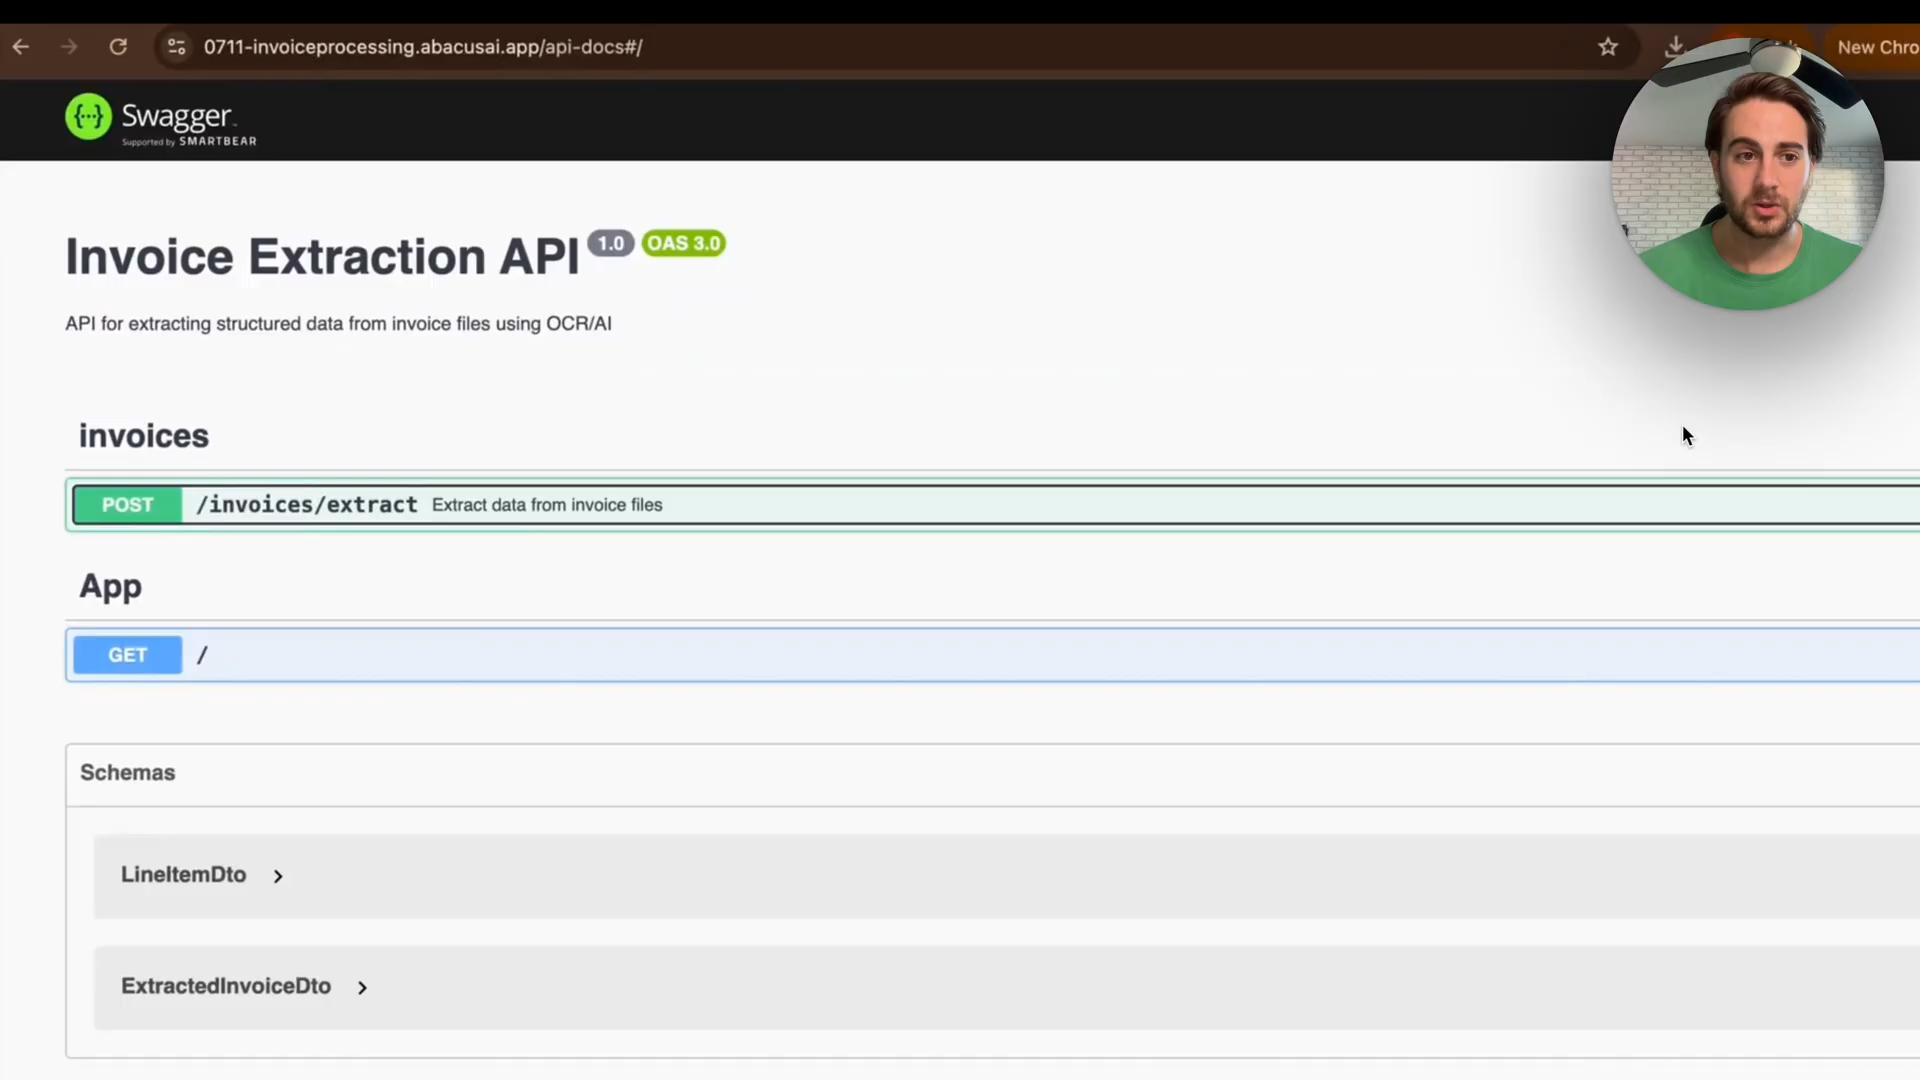 0711-invoiceprocessing.abacusai.app/api-docs#/
New Chro
{...} Swagger
Supported by SMARTBEAR
Invoice Extraction API 1.0 OAS 3.0
API for extracting structured data from invoice files using OCR/AI
invoices
POST /invoices/extract Extract data from invoice files
App
GET /
Schemas
LineItemDto
ExtractedInvoiceDto